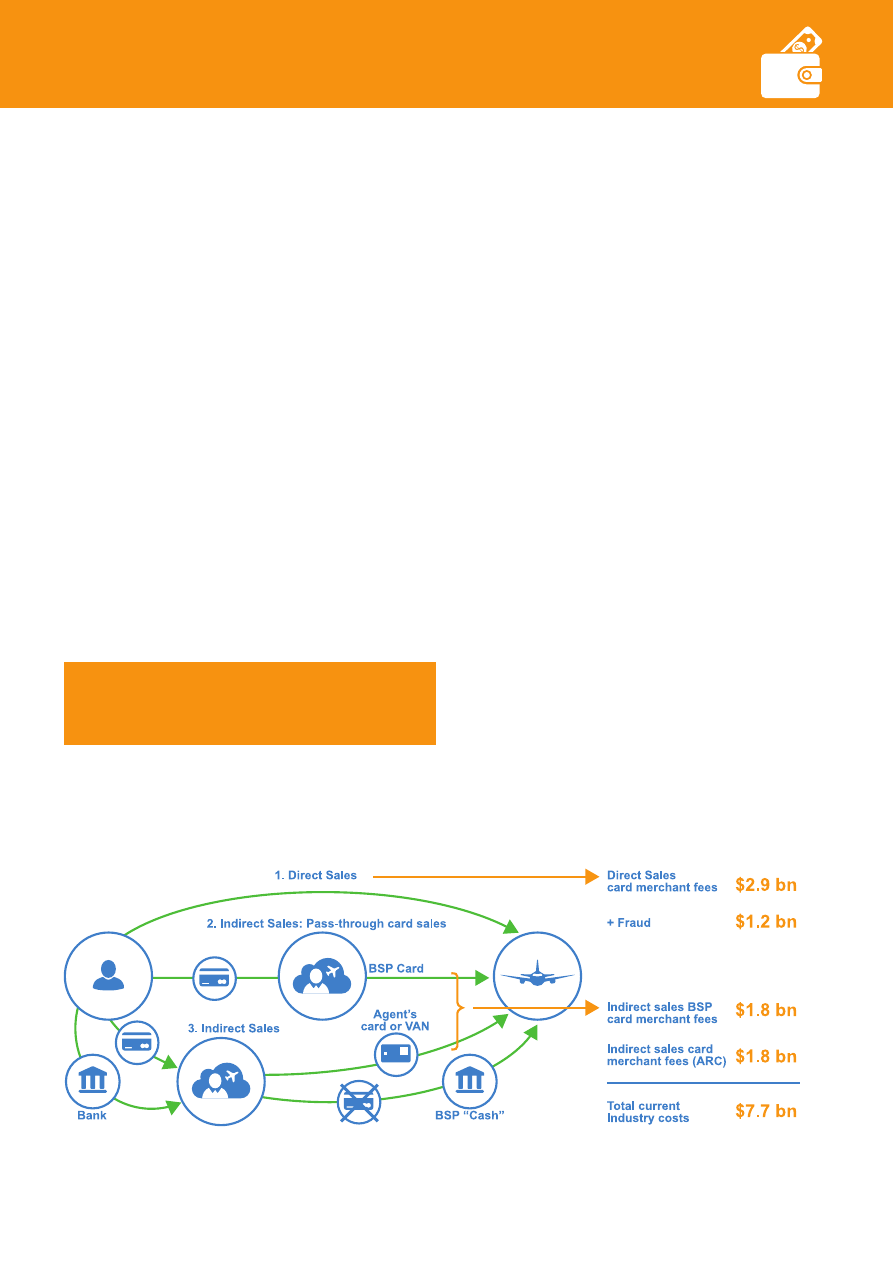 1. Direct Sales
Direct Sales
card merchant fees
$2.9 bn
2. Indirect Sales: Pass-through card sales
+ Fraud
$1.2 bn
BSP Card
Agent's
card or VAN
Indirect sales BSP
card merchant fees
$1.8 bn
3. Indirect Sales
Indirect sales card
merchant fees (ARC)
$1.8 bn
Bank
BSP “Cash”
Total current
Industry costs
$7.7 bn